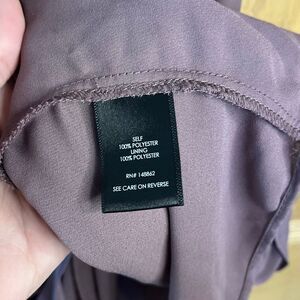 SELF
100% POLYESTER
LINING
100% POLYESTER
RN# 148862
SEE CARE ON REVERSE